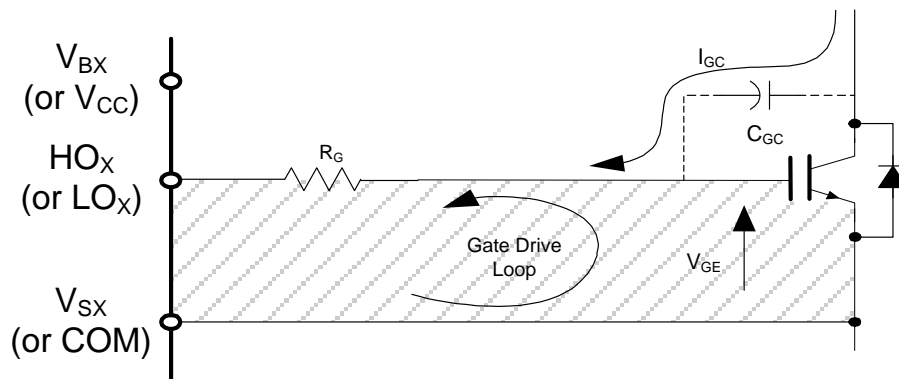 V_BX
(or V_CC)
HO_X
(or LO_X)
V_SX
(or COM)
R_G
I_GC
C_GC
Gate Drive
Loop
V_GE